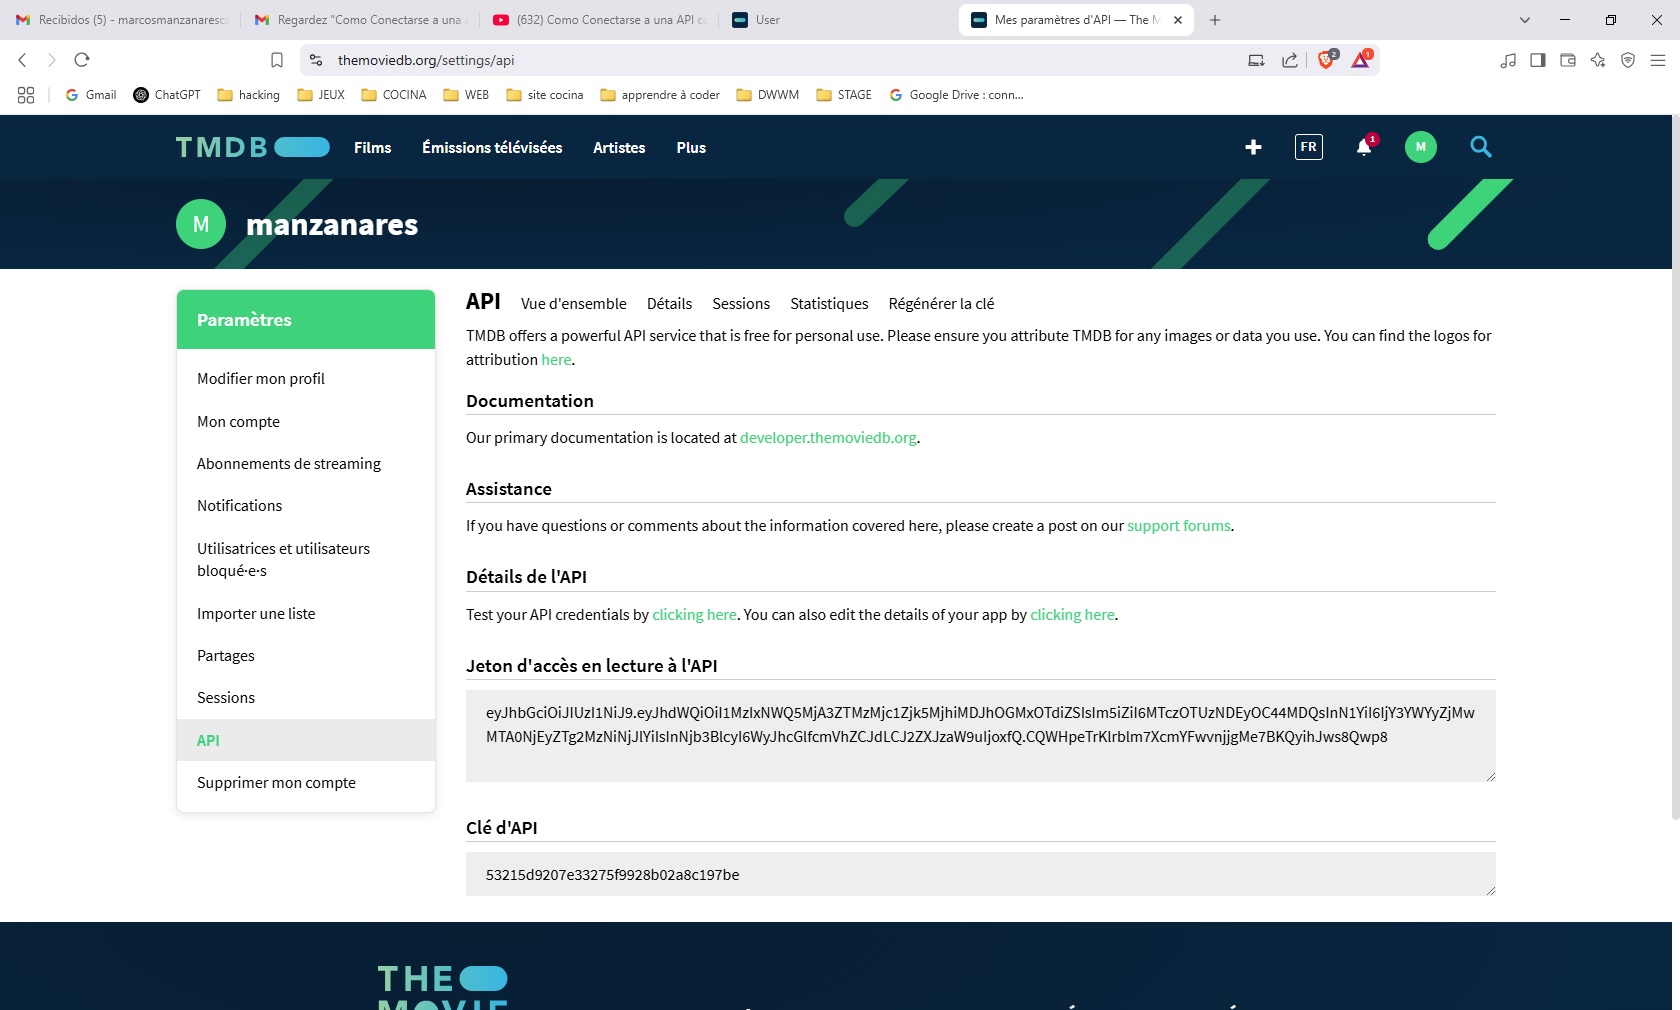 Recibidos (5) - marcosmanzanaresc
Regardez "Como Conectarse a una
(632) Como Conectarse a una API c
User
Mes paramètres d'API — The M
themoviedb.org/settings/api
2
1
Gmail
ChatGPT
hacking
JEUX
COCINA
WEB
site cocina
apprendre à coder
DWWM
STAGE
Google Drive : conn...
TMDB
Films
Émissions télévisées
Artistes
Plus
FR
1
M
M
manzanares
Paramètres
Modifier mon profil
Mon compte
Abonnements de streaming
Notifications
Utilisatrices et utilisateurs
bloqué·e·s
Importer une liste
Partages
Sessions
API
Supprimer mon compte
API
Vue d'ensemble
Détails
Sessions
Statistiques
Régénérer la clé
TMDB offers a powerful API service that is free for personal use. Please ensure you attribute TMDB for any images or data you use. You can find the logos for
attribution here.
Documentation
Our primary documentation is located at developer.themoviedb.org.
Assistance
If you have questions or comments about the information covered here, please create a post on our support forums.
Détails de l'API
Test your API credentials by clicking here. You can also edit the details of your app by clicking here.
Jeton d'accès en lecture à l'API
Clé d'API
53215d9207e33275f9928b02a8c197be
THE
MOVIE